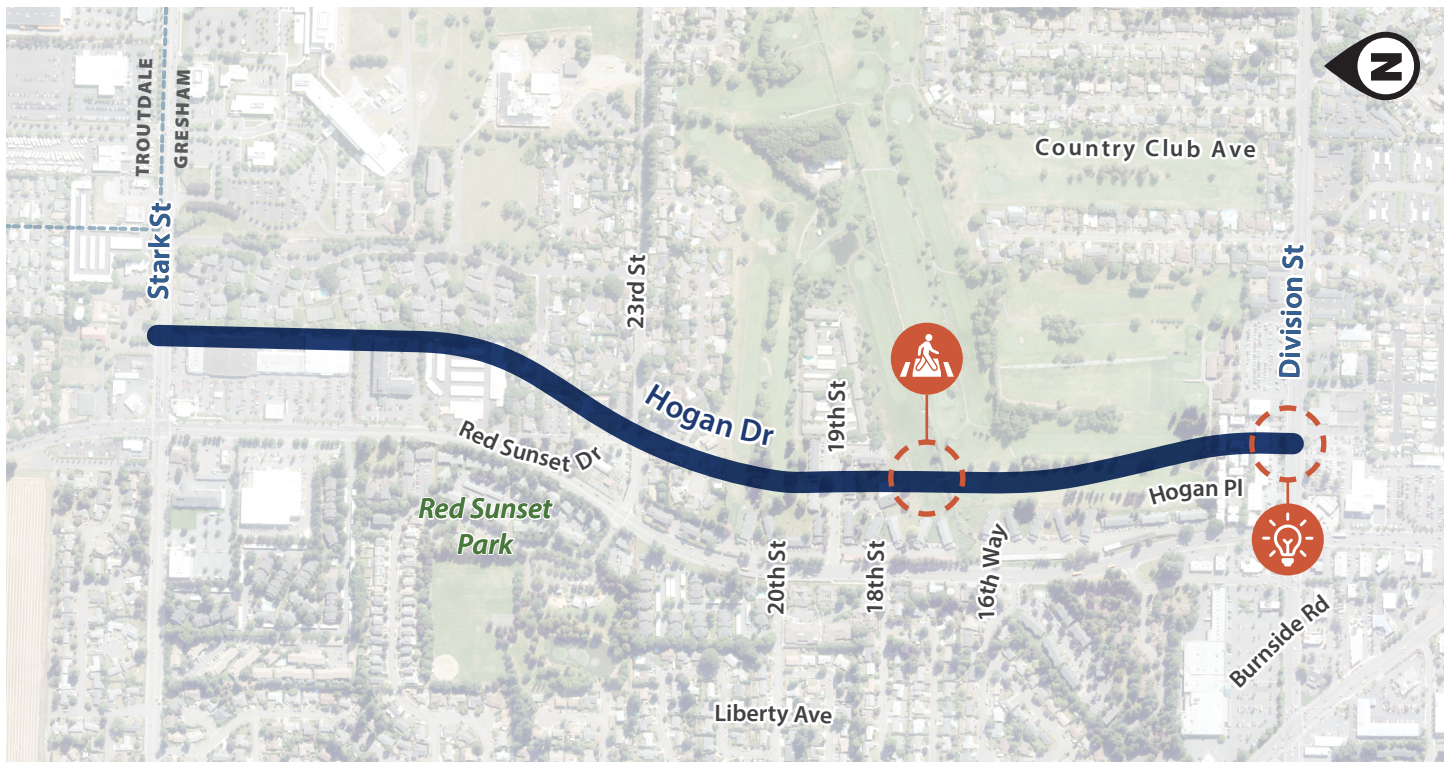 N
TROUTDALE
GRESHAM
Country Club Ave
Stark St
23rd St
Division St
Hogan Dr
19th St
Red Sunset Dr
Hogan Pl
Red Sunset
Park
20th St
18th St
16th Way
Burnside Rd
Liberty Ave